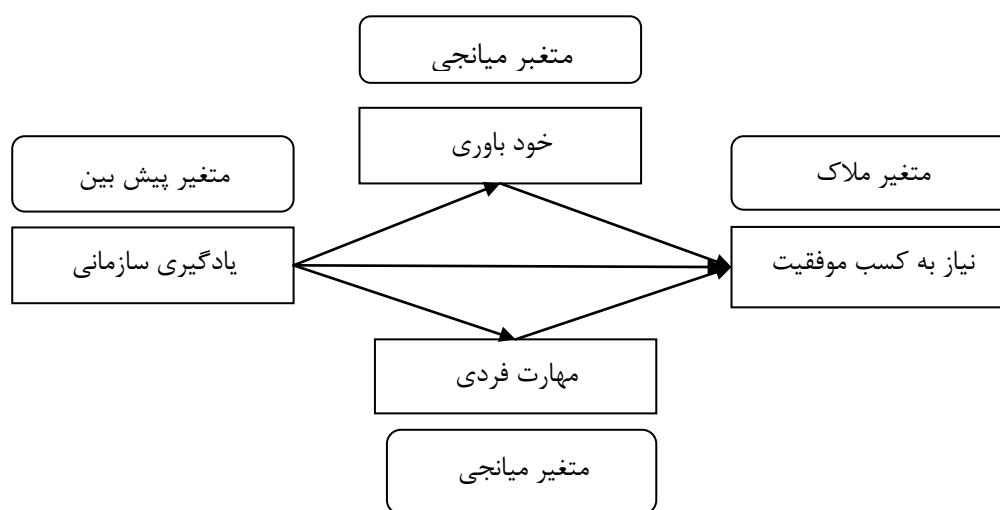 متغبر میانجی
خود باوری
متغیر پیش بین
متغیر ملاک
یادگیری سازمانی
نیاز به کسب موفقیت
مهارت فردی
متغیر میانجی